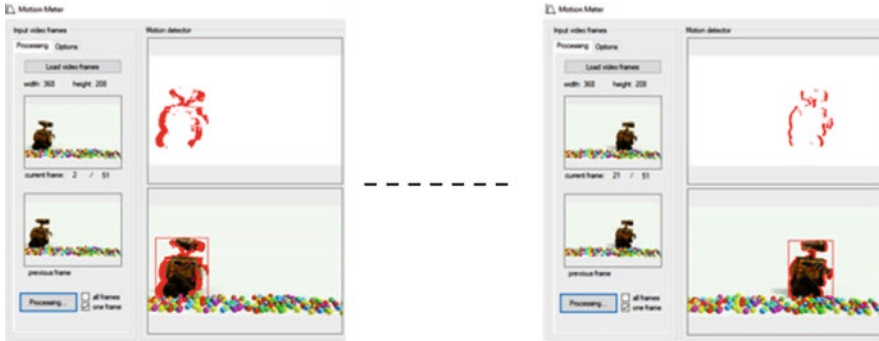 Motion Meter
Input video frames
Motion detector
Processing Options
Load video frames
width: 368 height: 208
current frame: 2 / 51
previous frame
Processing...
all frames
one frame
Motion Meter
Input video frames
Motion detector
Processing Options
Load video frames
width: 368 height: 208
current frame: 21 / 51
previous frame
Processing...
all frames
one frame